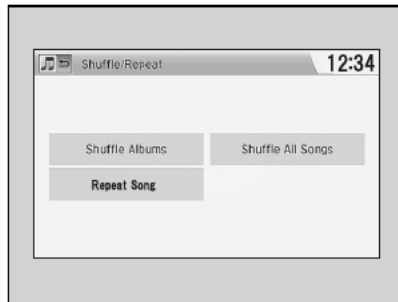 Shuffle/Repeat 12:34
Shuffle Albums Shuffle All Songs
Repeat Song